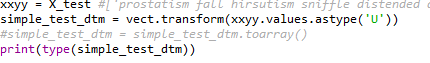 xxyy = X_test #['prostatism fall hirsutism sniffle distended
simple_test_dtm = vect.transform(xxyy.values.astype('U'))
#simple_test_dtm = simple_test_dtm.toarray()
print(type(simple_test_dtm))